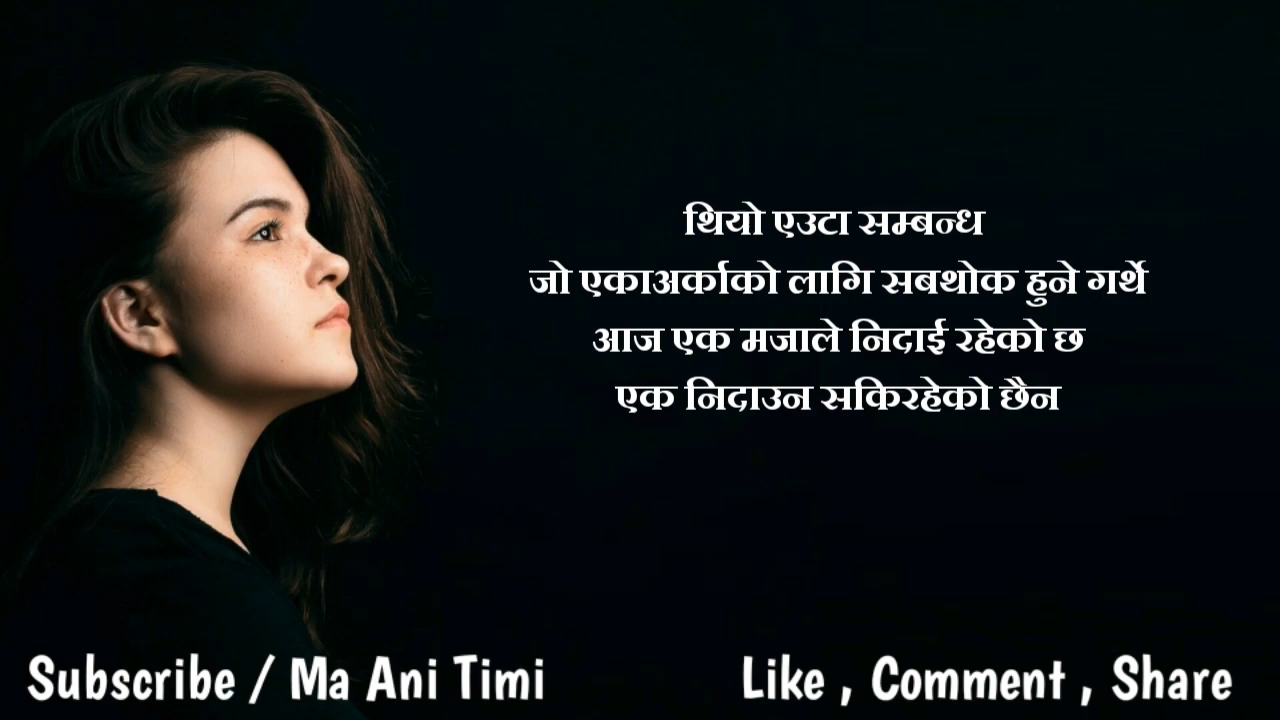 थियो एउटा सम्बन्ध
जो एकाअर्काको लागि सबथोक हुने गर्थे
आज एक मजाले निदाई रहेको छ
एक निदाउन सकिरहेको छैन
Subscribe / Ma Ani Timi
Like , Comment , Share